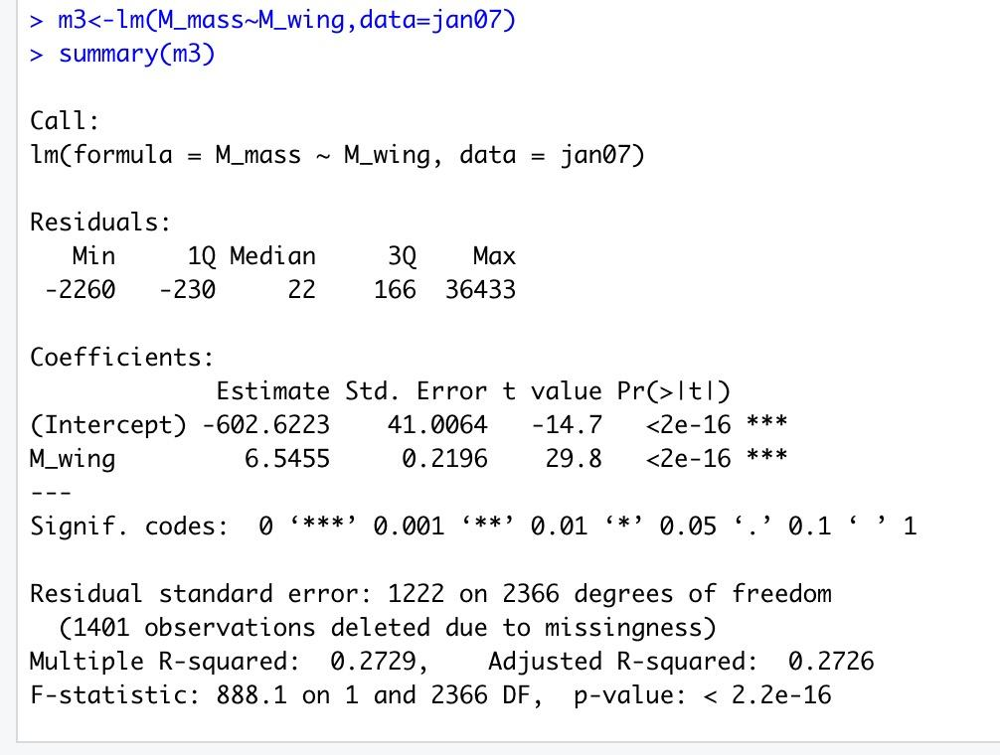 > m3<-lm(M_mass~M_wing,data=jan07)
> summary(m3)
Call:
lm(formula = M_mass ~ M_wing, data = jan07)
Residuals:
   Min     1Q Median     3Q    Max
 -2260   -230     22    166  36433
Coefficients:
             Estimate Std. Error t value Pr(>|t|)
(Intercept) -602.6223    41.0064   -14.7   <2e-16 ***
M_wing         6.5455     0.2196    29.8   <2e-16 ***
---
Signif. codes:  0 ‘***’ 0.001 ‘**’ 0.01 ‘*’ 0.05 ‘.’ 0.1 ‘ ’ 1
Residual standard error: 1222 on 2366 degrees of freedom
  (1401 observations deleted due to missingness)
Multiple R-squared:  0.2729,	Adjusted R-squared:  0.2726
F-statistic: 888.1 on 1 and 2366 DF,  p-value: < 2.2e-16